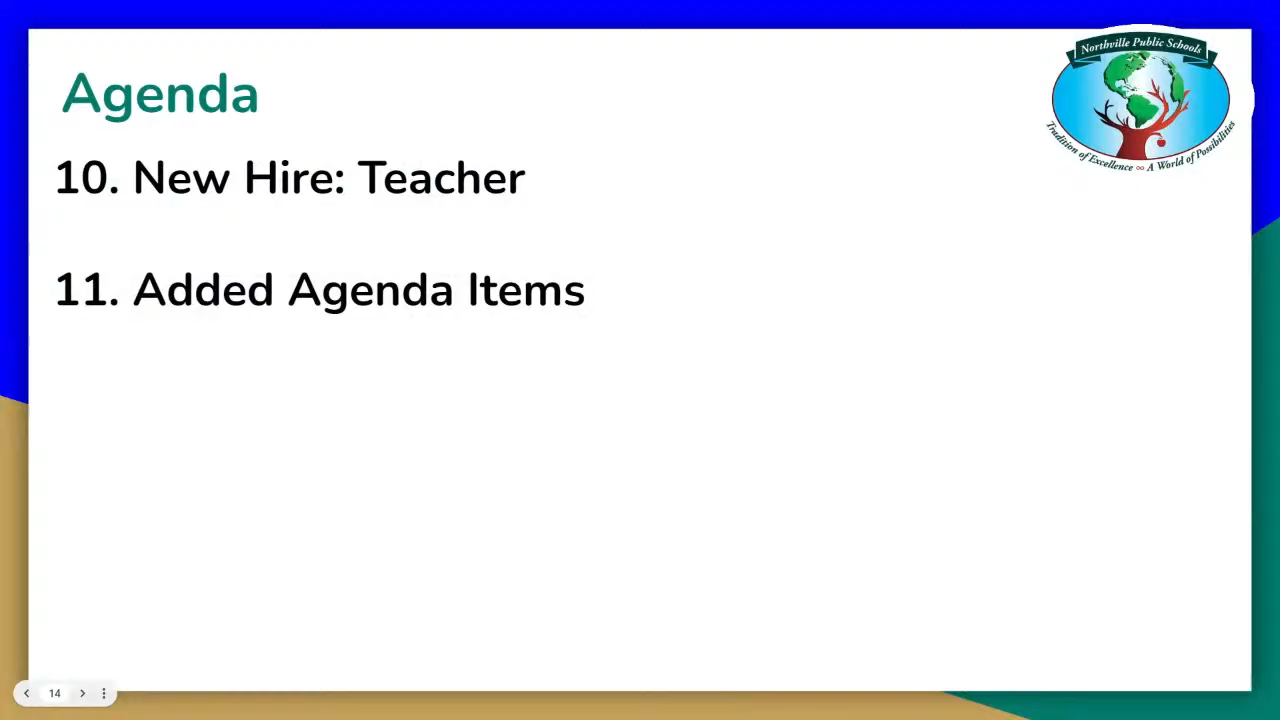 Northville Public Schools
Agenda
Tradition of Excellence ∞ A World of Possibilities
10. New Hire: Teacher
11. Added Agenda Items
14